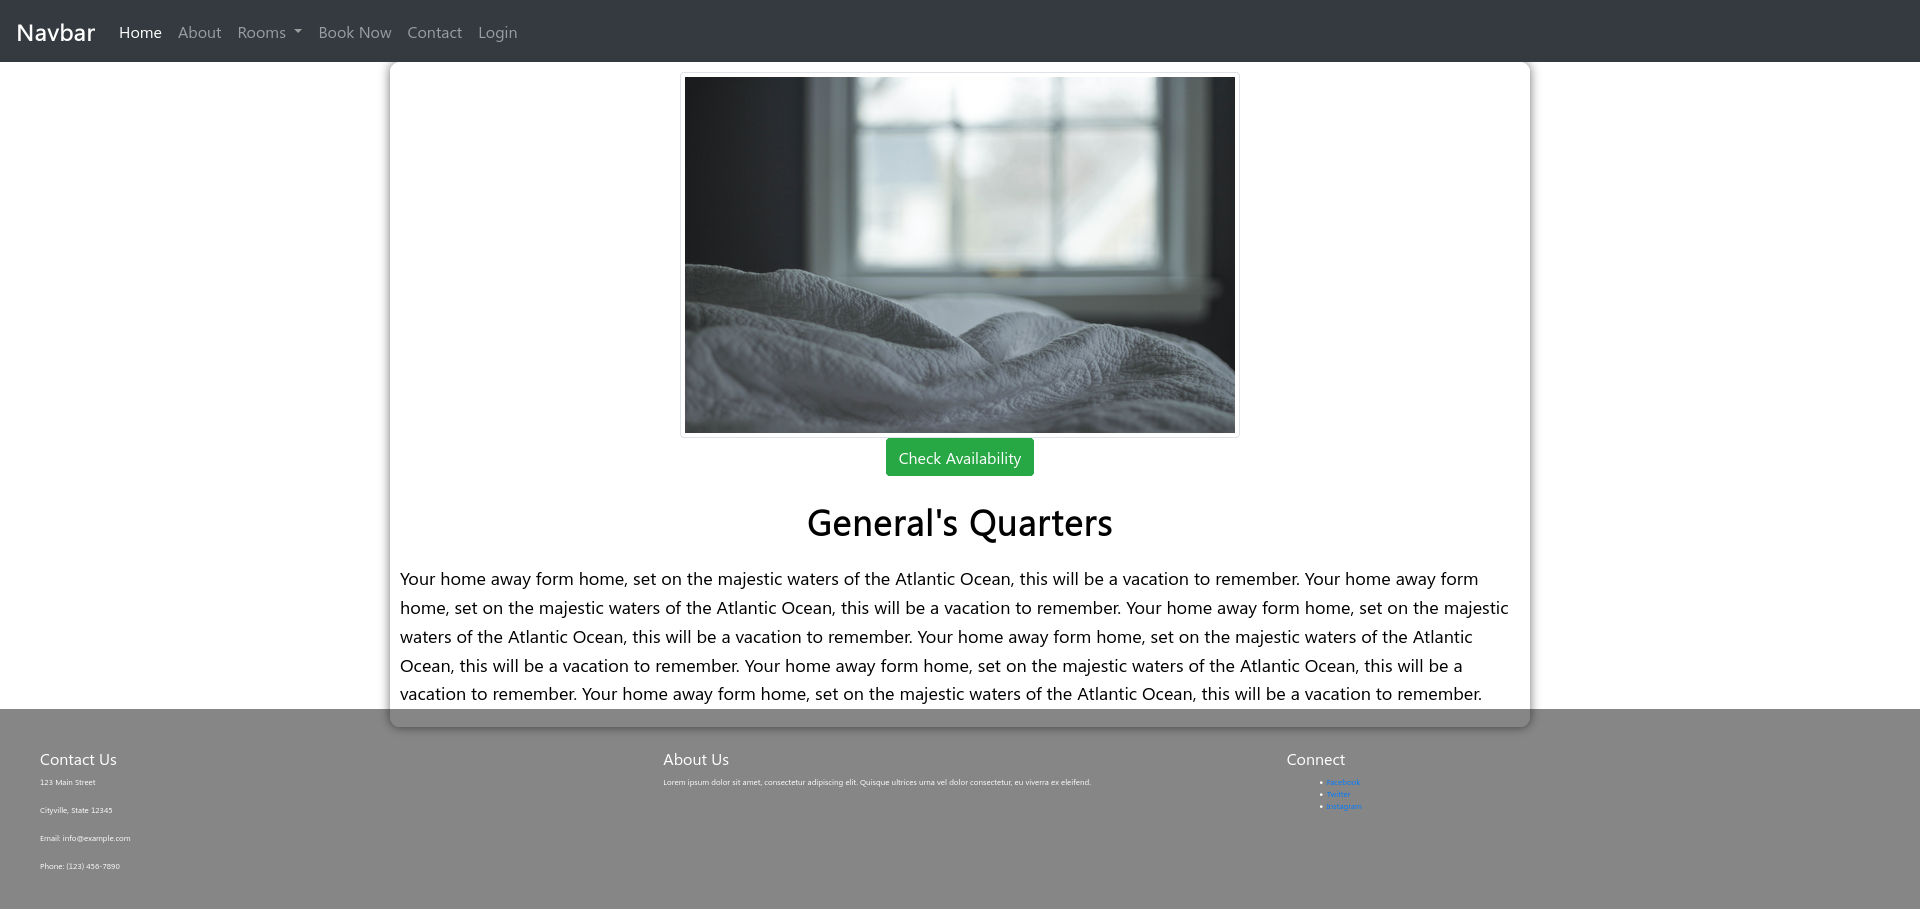 Navbar Home About Rooms Book Now Contact Login
Check Availability
General's Quarters
Your home away form home, set on the majestic waters of the Atlantic Ocean, this will be a vacation to remember. Your home away form
home, set on the majestic waters of the Atlantic Ocean, this will be a vacation to remember. Your home away form home, set on the majestic
waters of the Atlantic Ocean, this will be a vacation to remember. Your home away form home, set on the majestic waters of the Atlantic
Ocean, this will be a vacation to remember. Your home away form home, set on the majestic waters of the Atlantic Ocean, this will be a
vacation to remember. Your home away form home, set on the majestic waters of the Atlantic Ocean, this will be a vacation to remember.
Contact Us
123 Main Street
Cityville, State 12345
Email: info@example.com
Phone: (123) 456-7890
About Us
Lorem ipsum dolor sit amet, consectetur adipiscing elit. Quisque ultrices urna vel dolor consectetur, eu viverra ex eleifend.
Connect
• Facebook
• Twitter
• Instagram